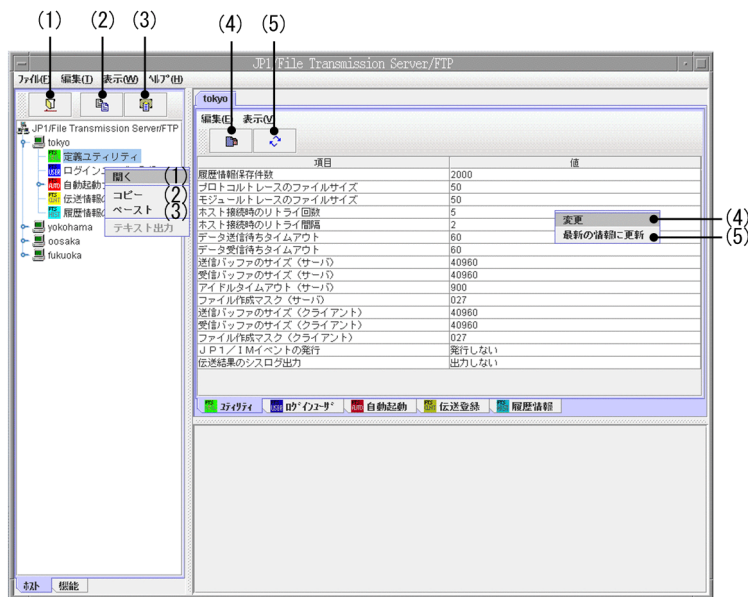 (1) (2) (3) (4) (5)
JP1/File Transmission Server/FTP
ファイル(F) 編集(I) 表示(W) ヘルプ(H)
tokyo
編集(E) 表示(V)
JP1/File Transmission Server/FTP
tokyo
定義ユティリティ
自動起動
伝送情報の
履歴情報の
yokohama
oosaka
fukuoka
開く (1)
コピー (2)
ペースト (3)
テキスト出力
項目 値
履歴情報保存件数 2000
プロトコルトレースのファイルサイズ 50
モジュールトレースのファイルサイズ 50
ホスト接続時のリトライ回数 5
ホスト接続時のリトライ間隔 2
データ送信待ちタイムアウト 60
データ受信待ちタイムアウト 60
送信バッファのサイズ（サーバ） 40960
受信バッファのサイズ（サーバ） 40960
アイドルタイムアウト（サーバ） 900
ファイル作成マスク（サーバ） 027
送信バッファのサイズ（クライアント） 40960
受信バッファのサイズ（クライアント） 40960
ファイル作成マスク（クライアント） 027
ＪＰ１／ＩＭイベントの発行 発行しない
伝送結果のシスログ出力 出力しない
変更 (4)
最新の情報に更新 (5)
ユティリティ USER ログインユーザ AUTO 自動起動 伝送登録 履歴情報
ホスト 機能